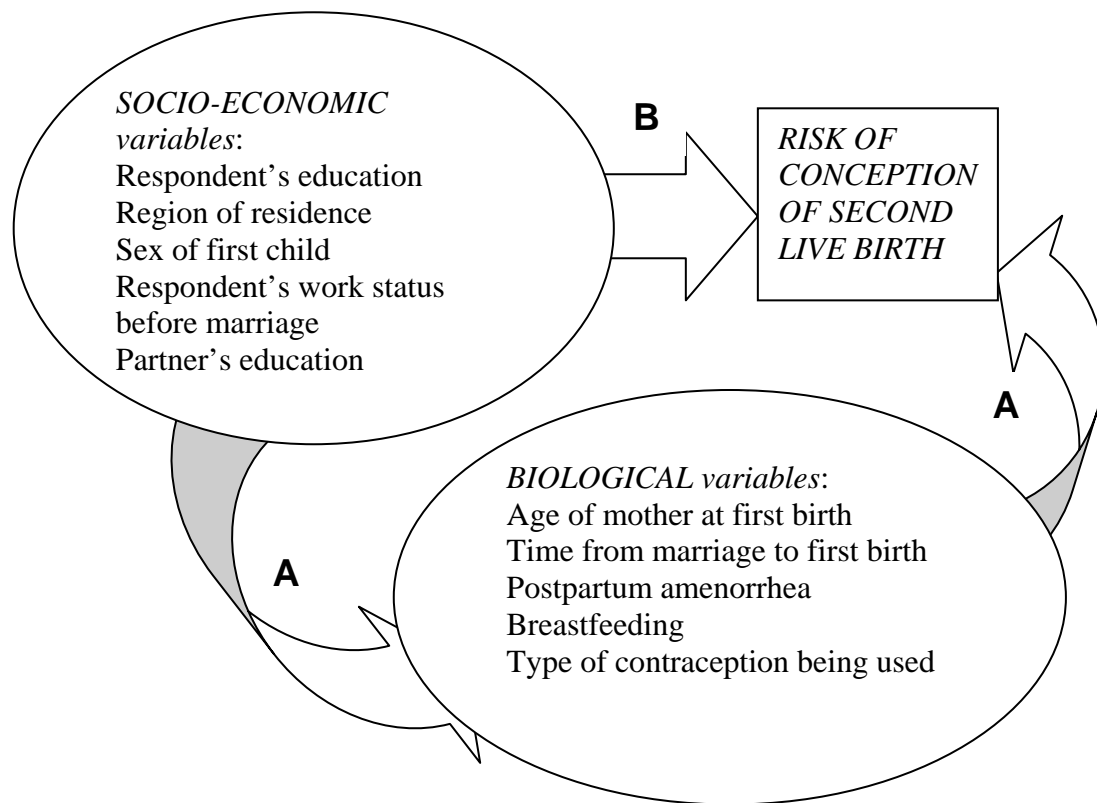 SOCIO-ECONOMIC
variables:
Respondent’s education
Region of residence
Sex of first child
Respondent’s work status
before marriage
Partner’s education
B
RISK OF
CONCEPTION
OF SECOND
LIVE BIRTH
A
A
BIOLOGICAL variables:
Age of mother at first birth
Time from marriage to first birth
Postpartum amenorrhea
Breastfeeding
Type of contraception being used